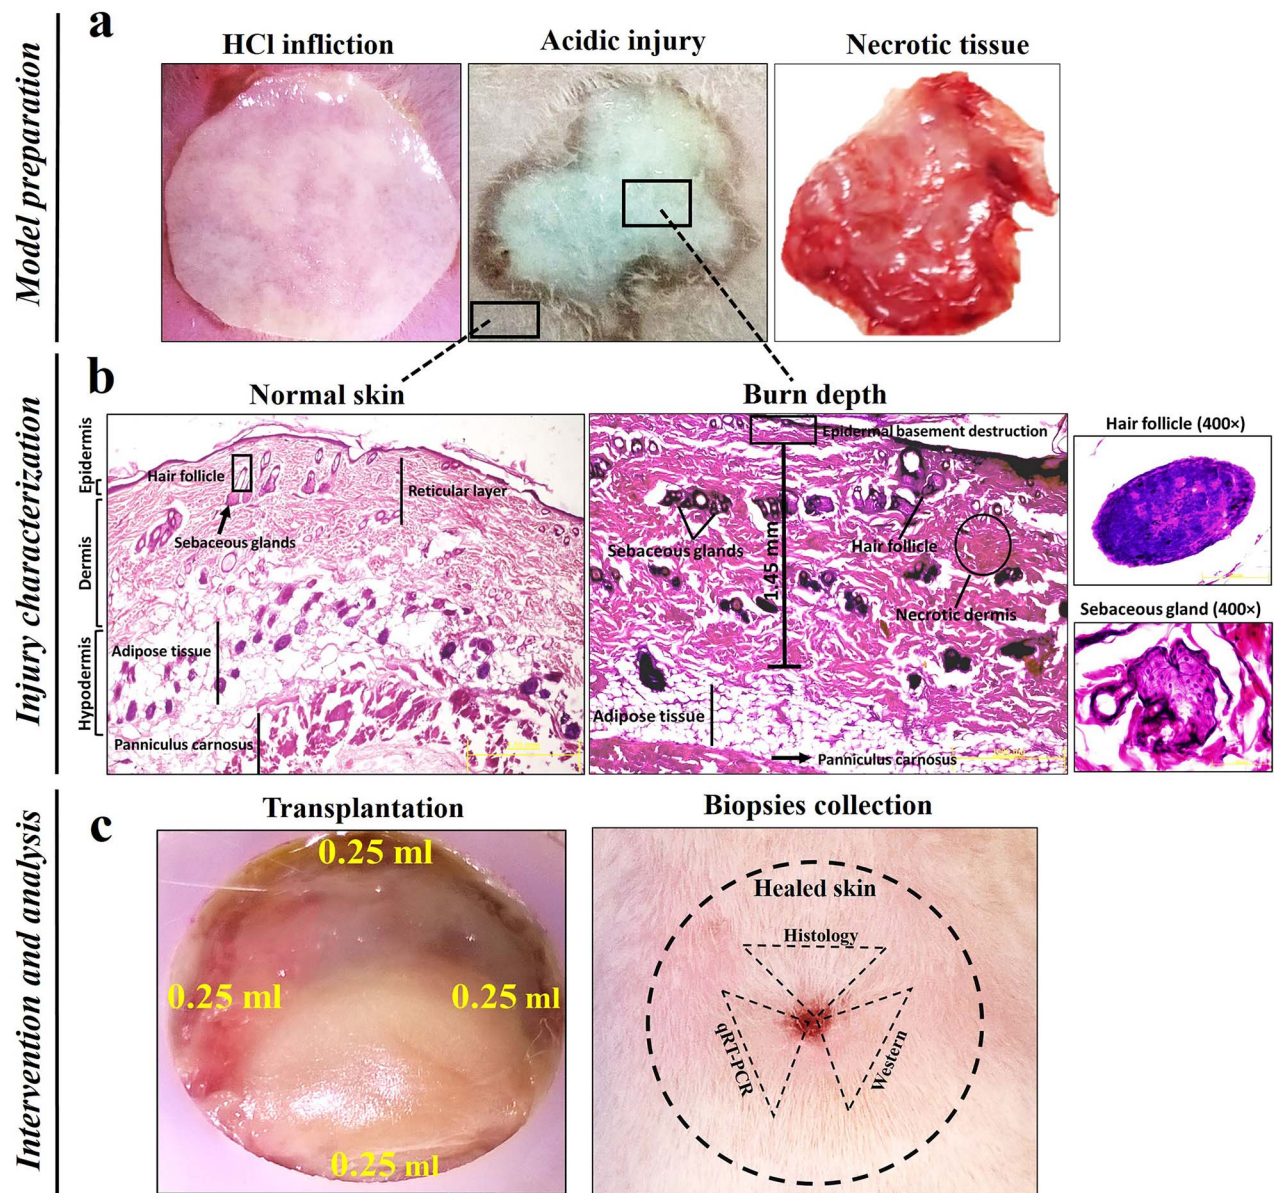 Model preparation
a
HCl infliction
Acidic injury
Necrotic tissue
Injury characterization
b
Normal skin
Burn depth
Epidermis
Dermis
Hypodermis
Hair follicle
Reticular layer
Sebaceous glands
Adipose tissue
Panniculus carnosus
Epidermal basement destruction
Sebaceous glands
1.45 mm
Hair follicle
Necrotic dermis
Adipose tissue
Panniculus carnosus
Hair follicle (400×)
Sebaceous gland (400×)
Intervention and analysis
c
Transplantation
Biopsies collection
0.25 ml
0.25 ml
0.25 ml
0.25 ml
Healed skin
Histology
qRT-PCR
Western